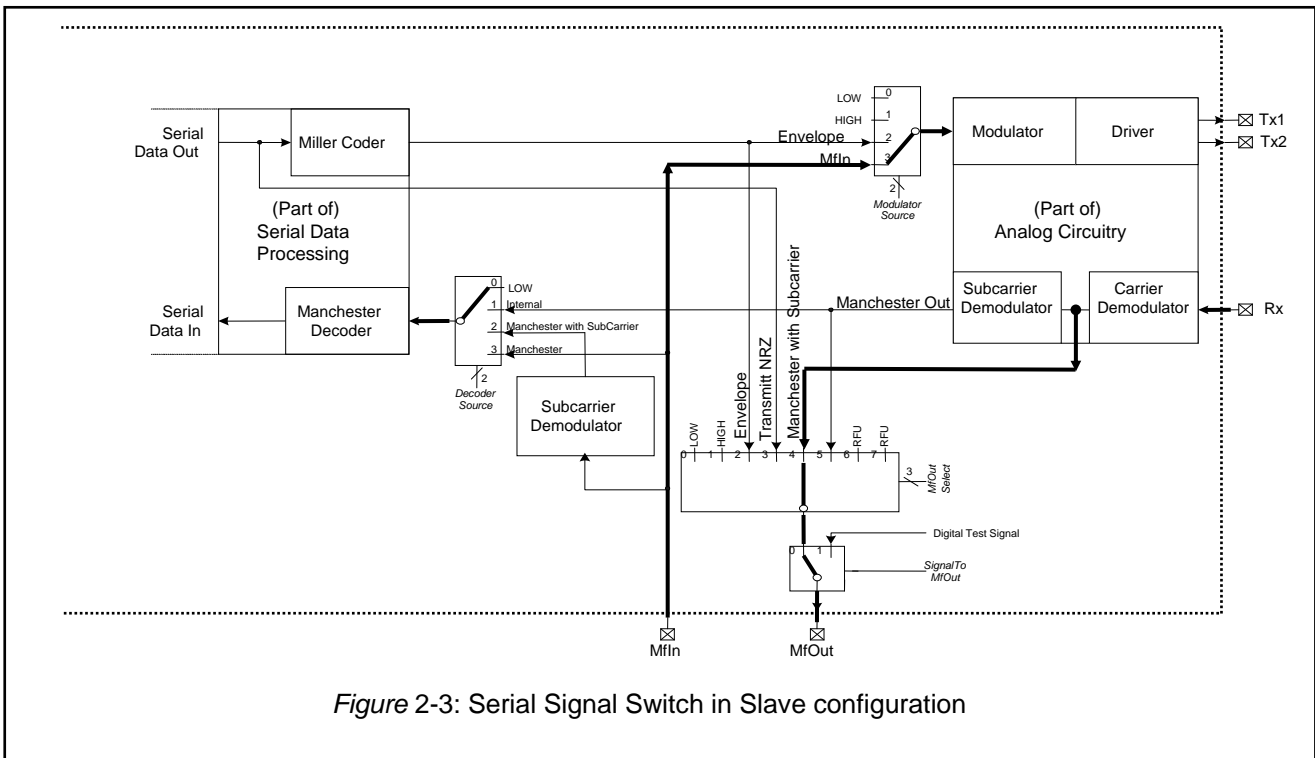 Serial
Data Out
Miller Coder
(Part of)
Serial Data
Processing
Serial
Data In
Manchester
Decoder
0
LOW
1
Internal
2
Manchester with SubCarrier
3
Manchester
2
Decoder
Source
Subcarrier
Demodulator
Envelope
MfIn
LOW
HIGH
0
1
2
3
2
Modulator
Source
Modulator
Driver
Tx1
Tx2
(Part of)
Analog Circuitry
Subcarrier
Demodulator
Carrier
Demodulator
Rx
Manchester Out
Envelope
Transmitt NRZ
Manchester with Subcarrier
LOW
HIGH
RFU
RFU
0 1 2 3 4 5 6 7
3
MfOut
Select
0 1
Digital Test Signal
SignalTo
MfOut
MfIn
MfOut
Figure 2-3: Serial Signal Switch in Slave configuration